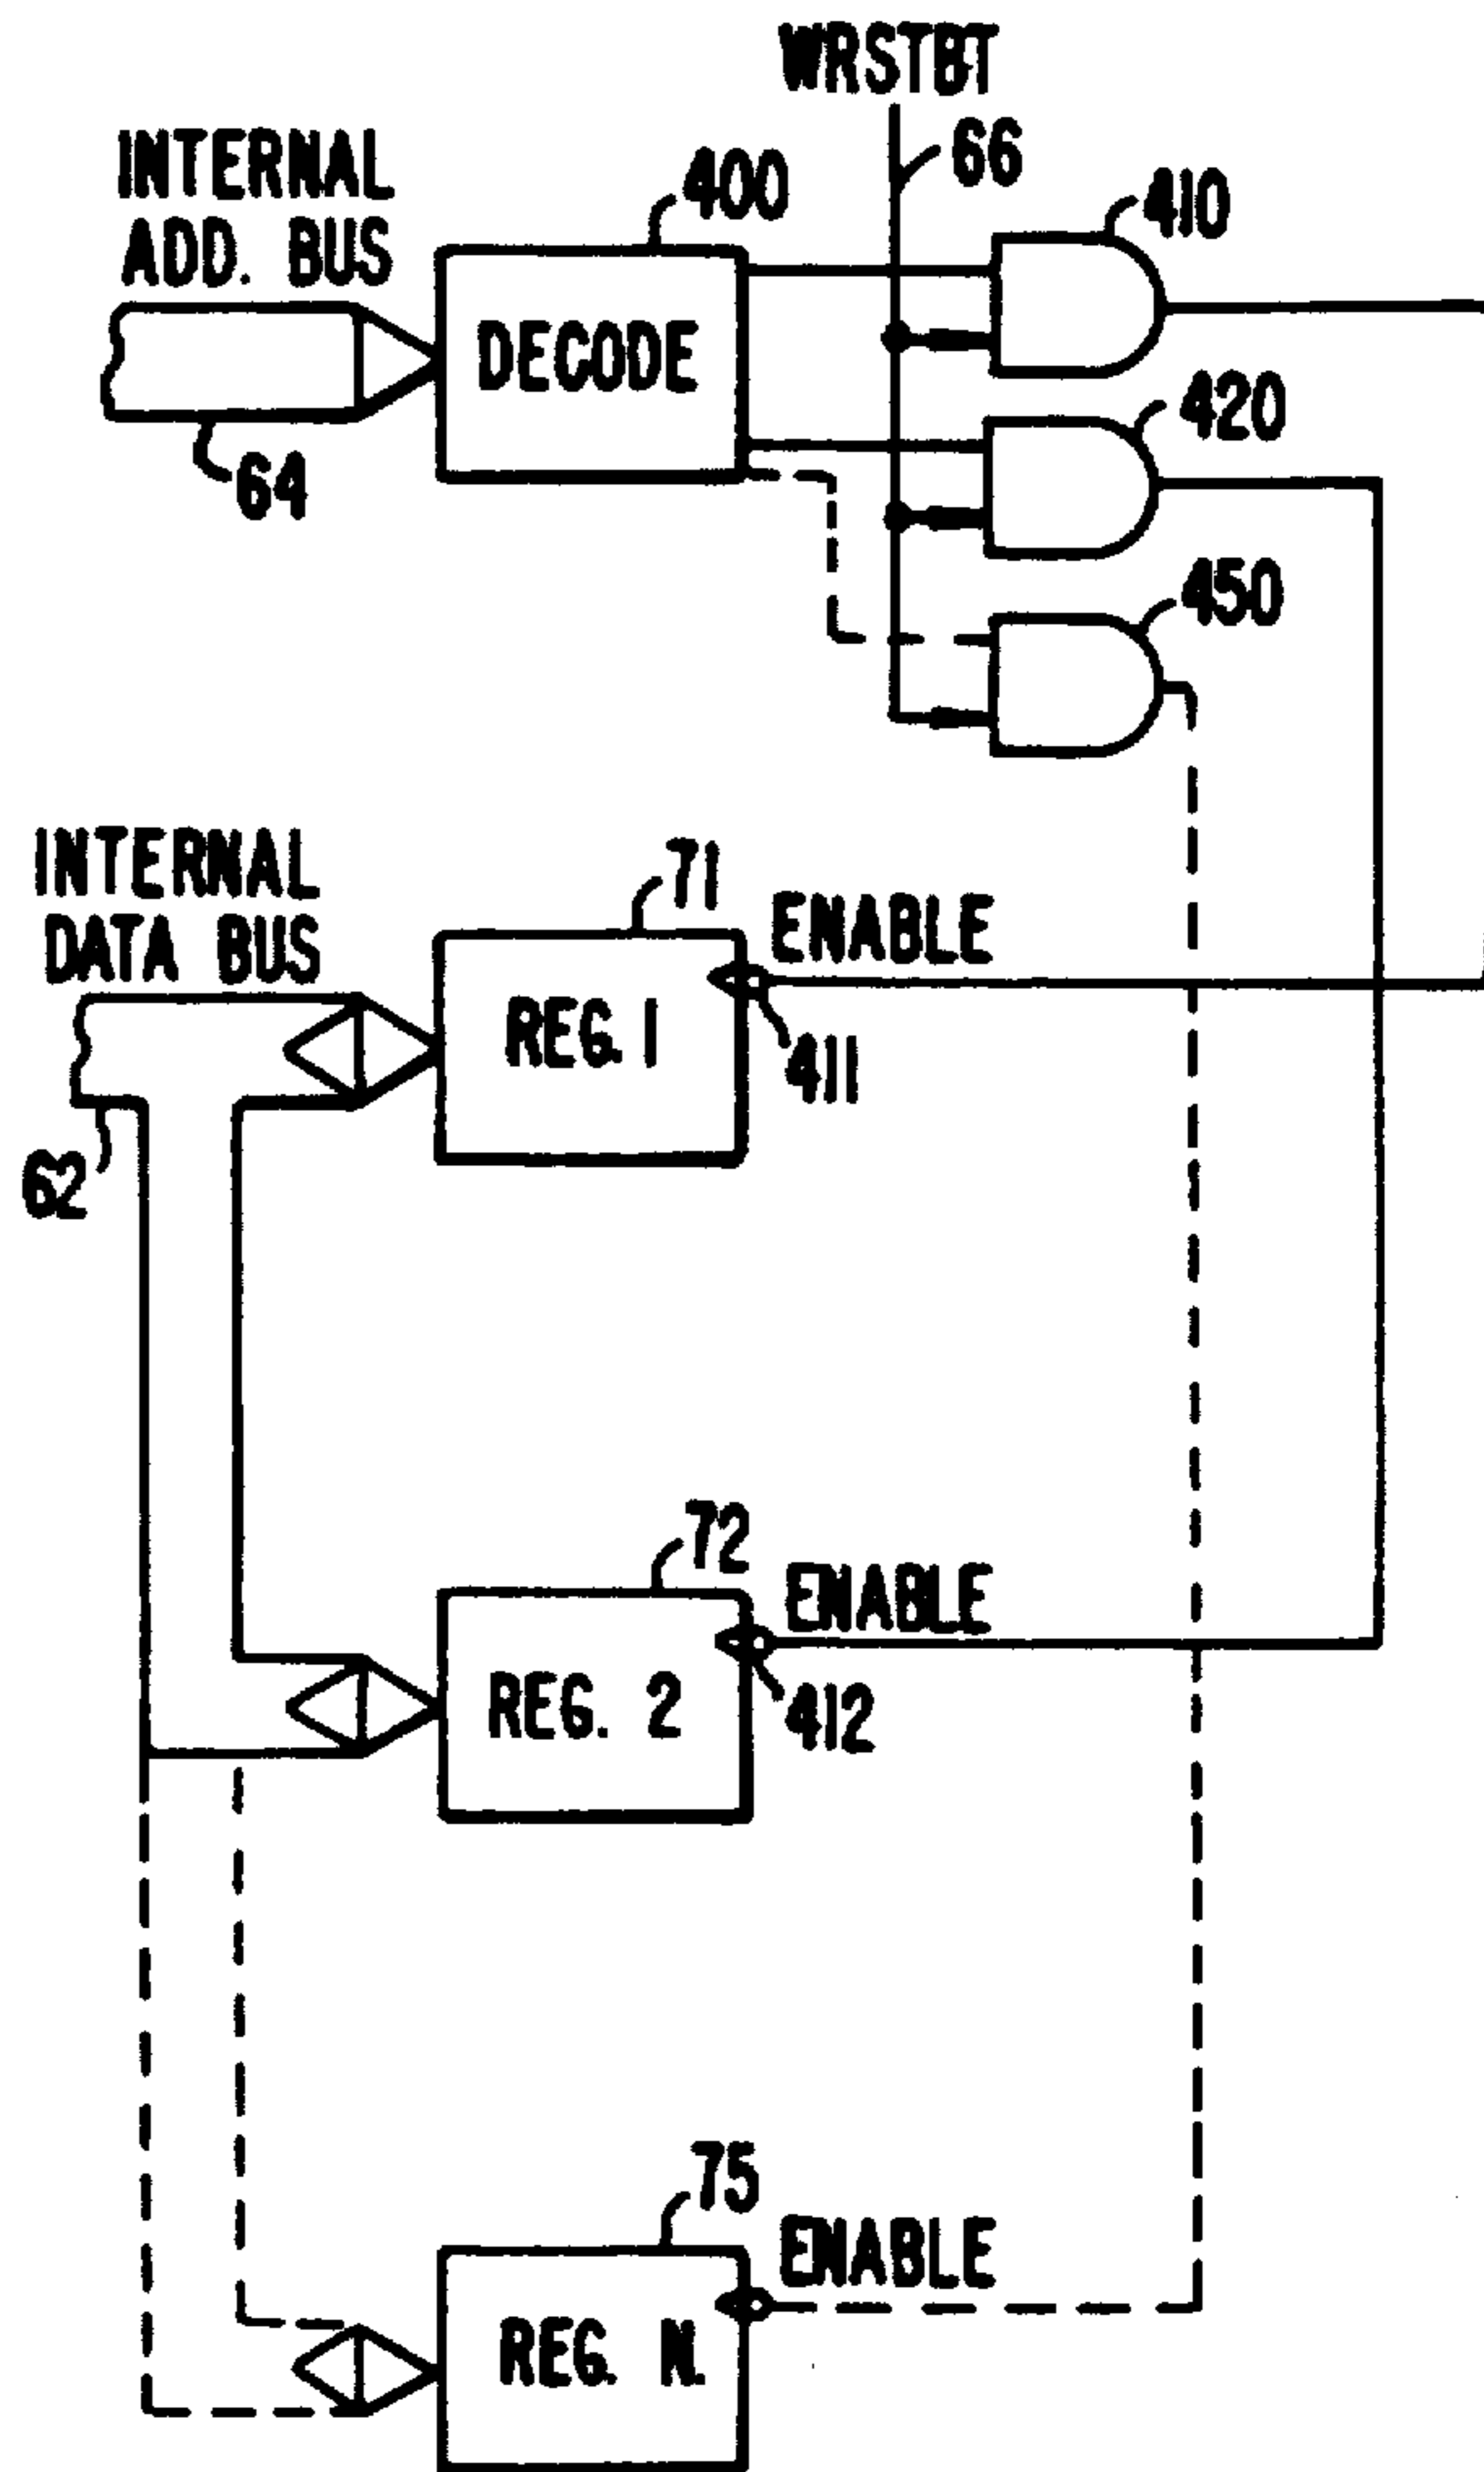 WRSTBT
66
INTERNAL
ADD. BUS
400
410
DECODE
64
420
450
INTERNAL
DATA BUS
71
ENABLE
REG. 1
411
62
72
ENABLE
REG. 2
412
75
ENABLE
REG. N.